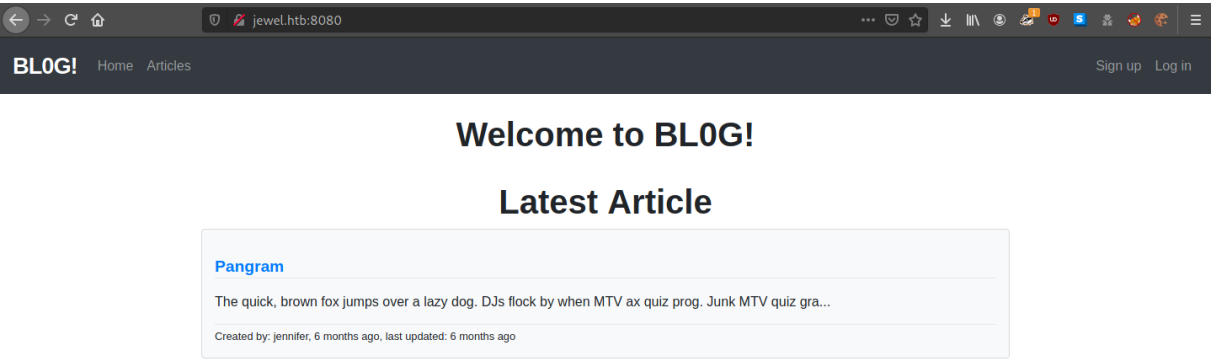 jewel.htb:8080
BL0G! Home Articles Sign up Log in
Welcome to BL0G!
Latest Article
Pangram
The quick, brown fox jumps over a lazy dog. DJs flock by when MTV ax quiz prog. Junk MTV quiz gra...
Created by: jennifer, 6 months ago, last updated: 6 months ago